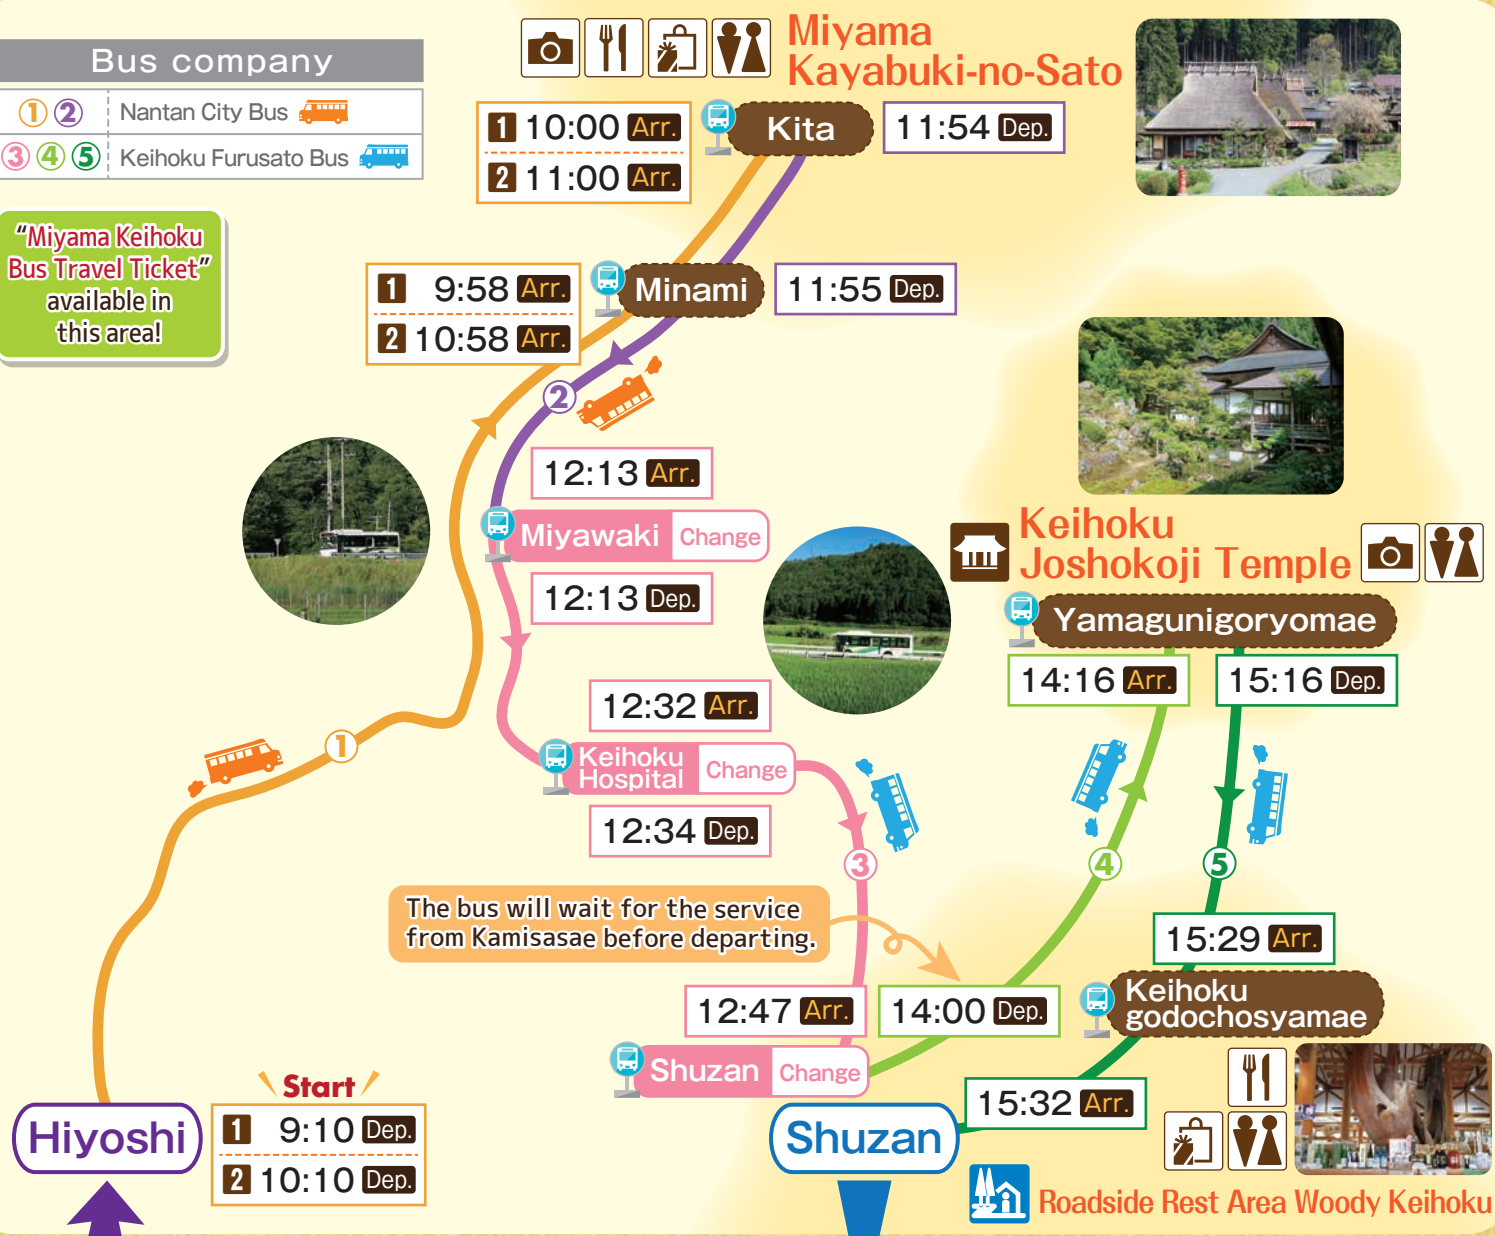 Bus company
① ② Nantan City Bus
③ ④ ⑤ Keihoku Furusato Bus
"Miyama Keihoku
Bus Travel Ticket"
available in
this area!
Miyama
Kayabuki-no-Sato
1 10:00 Arr.
2 11:00 Arr.
Kita
11:54 Dep.
1 9:58 Arr.
2 10:58 Arr.
Minami
11:55 Dep.
②
12:13 Arr.
Miyawaki Change
12:13 Dep.
Keihoku
Joshokoji Temple
Yamagunigoryomae
14:16 Arr.
15:16 Dep.
①
12:32 Arr.
Keihoku
Hospital
Change
12:34 Dep.
③
④
⑤
The bus will wait for the service
from Kamisasae before departing.
15:29 Arr.
Keihoku
godochosyamae
12:47 Arr.
14:00 Dep.
Shuzan Change
15:32 Arr.
Start
Hiyoshi
1 9:10 Dep.
2 10:10 Dep.
Shuzan
Roadside Rest Area Woody Keihoku